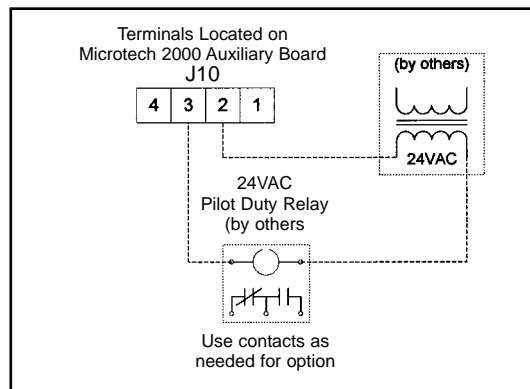 Terminals Located on
Microtech 2000 Auxiliary Board
J10
4 3 2 1
(by others)
24VAC
24VAC
Pilot Duty Relay
(by others
Use contacts as
needed for option